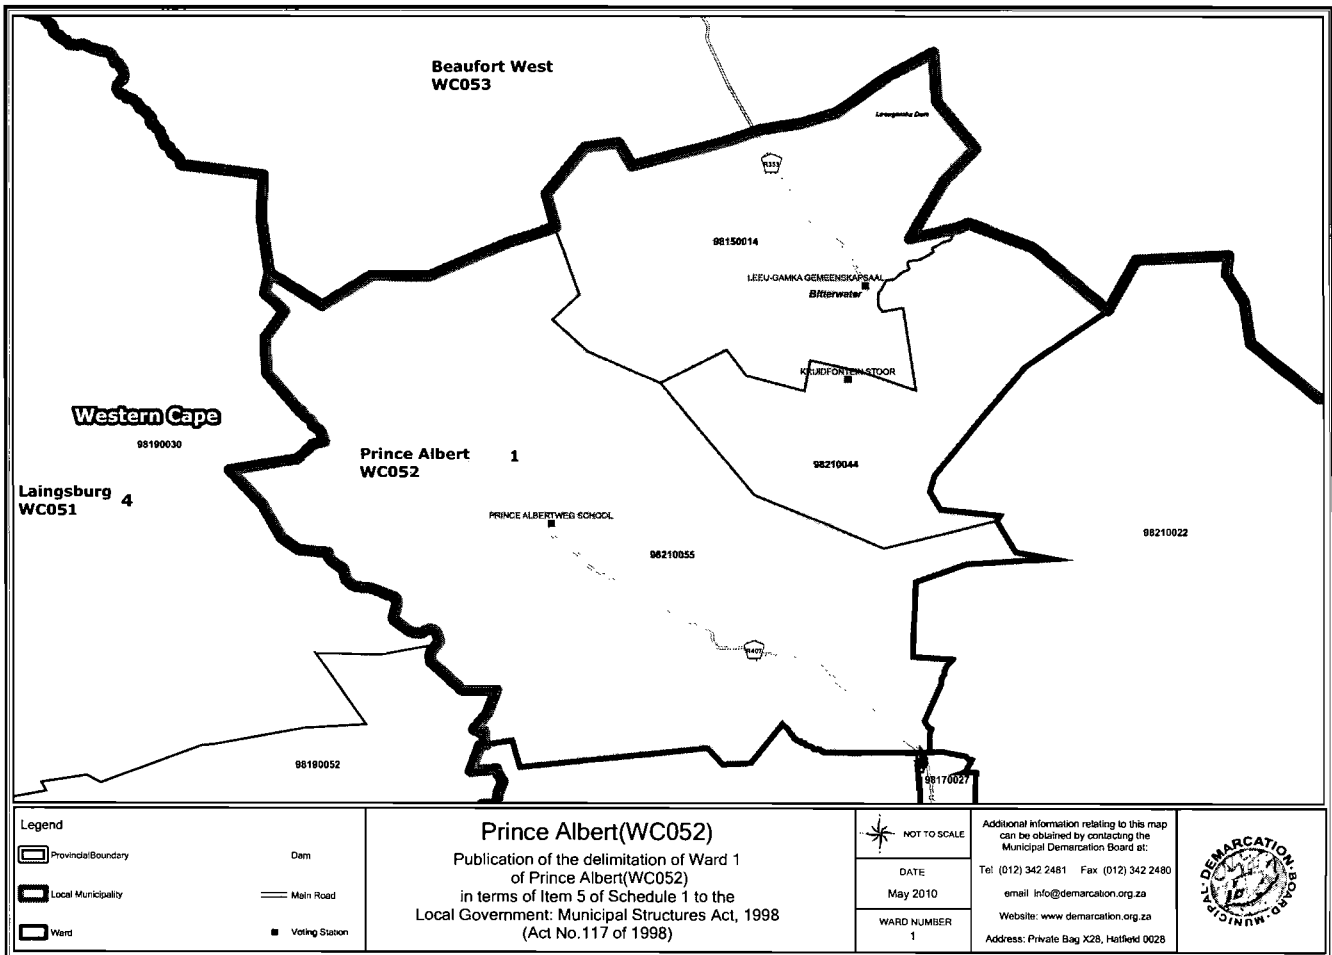 Beaufort West
WC053
Leeugamka Dam
R353
98150014
LEEU-GAMKA GEMEENSKAPSAAL
Bitterwater
KRUIDFONTEIN STOOR
Western Cape
98190030
Prince Albert 1
WC052
98210044
Laingsburg 4
WC051
PRINCE ALBERTWEG SCHOOL
98210022
98210055
R407
98190052
98170027
Legend
Provincial Boundary
Dam
Local Municipality
Main Road
Ward
Voting Station
Prince Albert(WC052)
Publication of the delimitation of Ward 1
of Prince Albert(WC052)
in terms of Item 5 of Schedule 1 to the
Local Government: Municipal Structures Act, 1998
(Act No.117 of 1998)
NOT TO SCALE
DATE
May 2010
WARD NUMBER
1
Additional information relating to this map
can be obtained by contacting the
Municipal Demarcation Board at:
Tel (012) 342 2481 Fax (012) 342 2480
email info@demarcation.org.za
Website: www demarcation.org.za
Address: Private Bag X28, Hatfield 0028
MUNICIPAL DEMARCATION BOARD